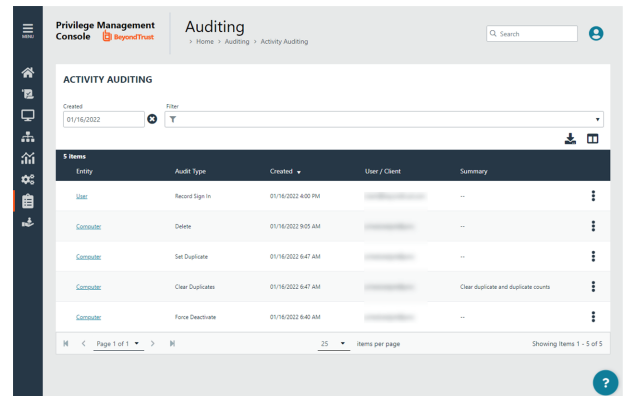 MENU
Privilege Management
Console BeyondTrust
Auditing
› Home › Auditing › Activity Auditing
Search
ACTIVITY AUDITING
Created
Filter
01/16/2022
5 Items
Entity Audit Type Created User / Client Summary
User Record Sign In 01/16/2022 4:00 PM --
Computer Delete 01/16/2022 9:05 AM --
Computer Set Duplicate 01/16/2022 6:47 AM --
Computer Clear Duplicates 01/16/2022 6:47 AM Clear duplicate and duplicate counts
Computer Force Deactivate 01/16/2022 6:40 AM --
Page 1 of 1 25 items per page Showing Items 1 - 5 of 5
?